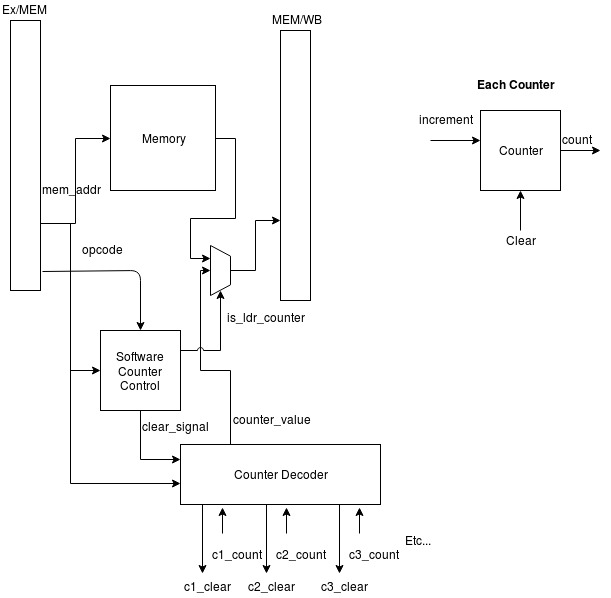 Ex/MEM
MEM/WB
Each Counter
Memory
increment
Counter
count
Clear
mem_addr
opcode
is_ldr_counter
Software
Counter
Control
clear_signal
counter_value
Counter Decoder
Etc...
c1_count
c2_count
c3_count
c1_clear
c2_clear
c3_clear